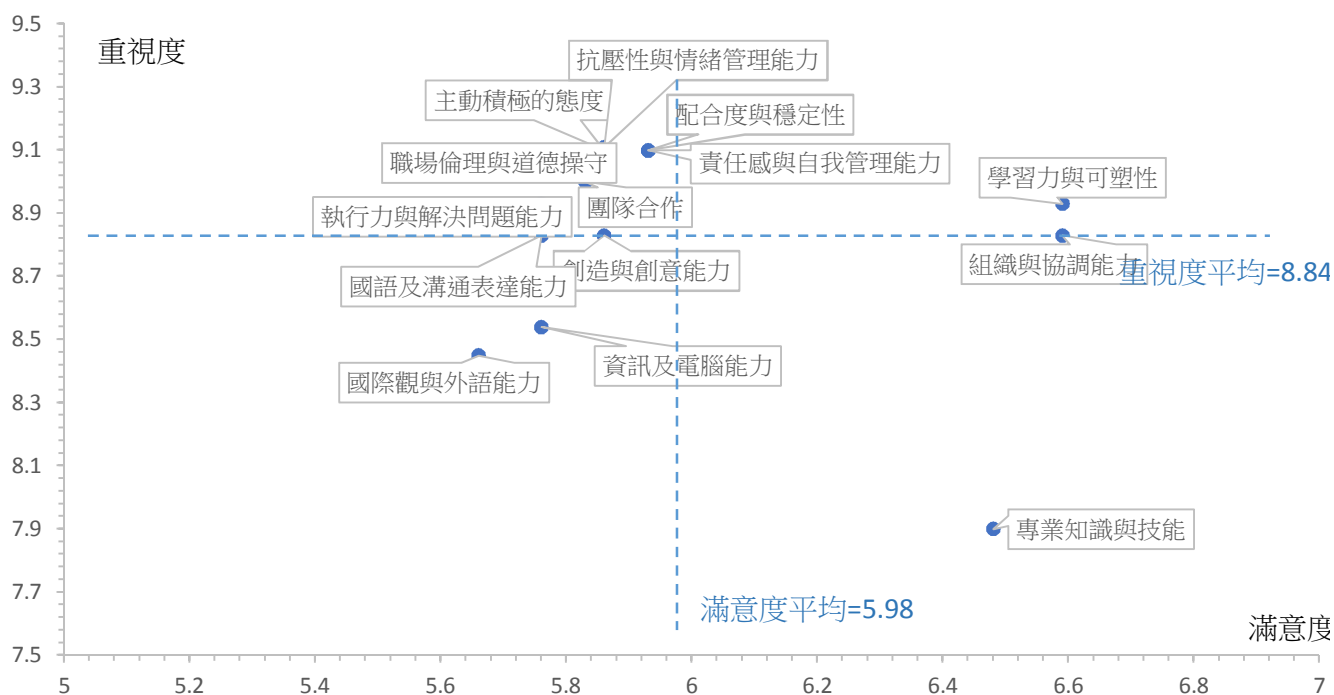 9.5
重視度
抗壓性與情緒管理能力
9.3
主動積極的態度
配合度與穩定性
9.1
職場倫理與道德操守
責任感與自我管理能力
學習力與可塑性
8.9
執行力與解決問題能力
團隊合作
8.7
國語及溝通表達能力
創造與創意能力
組織與協調能力
重視度平均=8.84
8.5
國際觀與外語能力
資訊及電腦能力
8.3
8.1
7.9
專業知識與技能
7.7
滿意度平均=5.98
滿意度
7.5
5
5.2
5.4
5.6
5.8
6
6.2
6.4
6.6
6.8
7